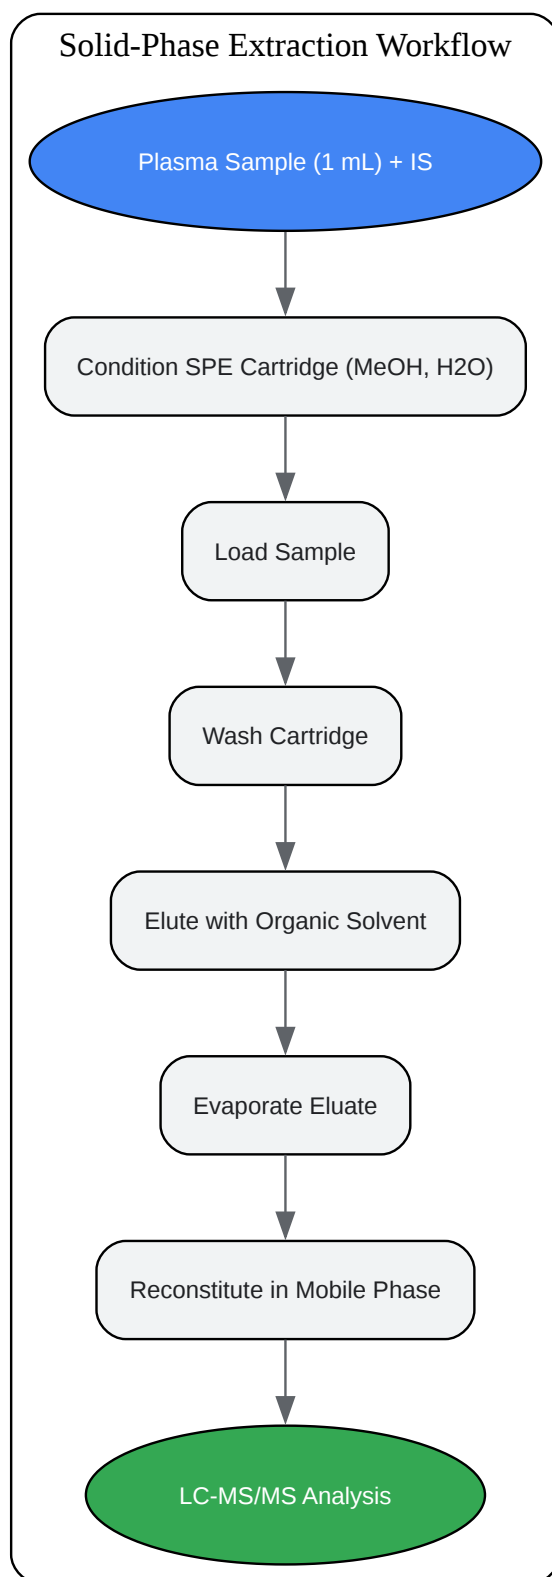 Solid-Phase Extraction Workflow
Plasma Sample (1 mL) + IS
Condition SPE Cartridge (MeOH, H2O)
Load Sample
Wash Cartridge
Elute with Organic Solvent
Evaporate Eluate
Reconstitute in Mobile Phase
LC-MS/MS Analysis